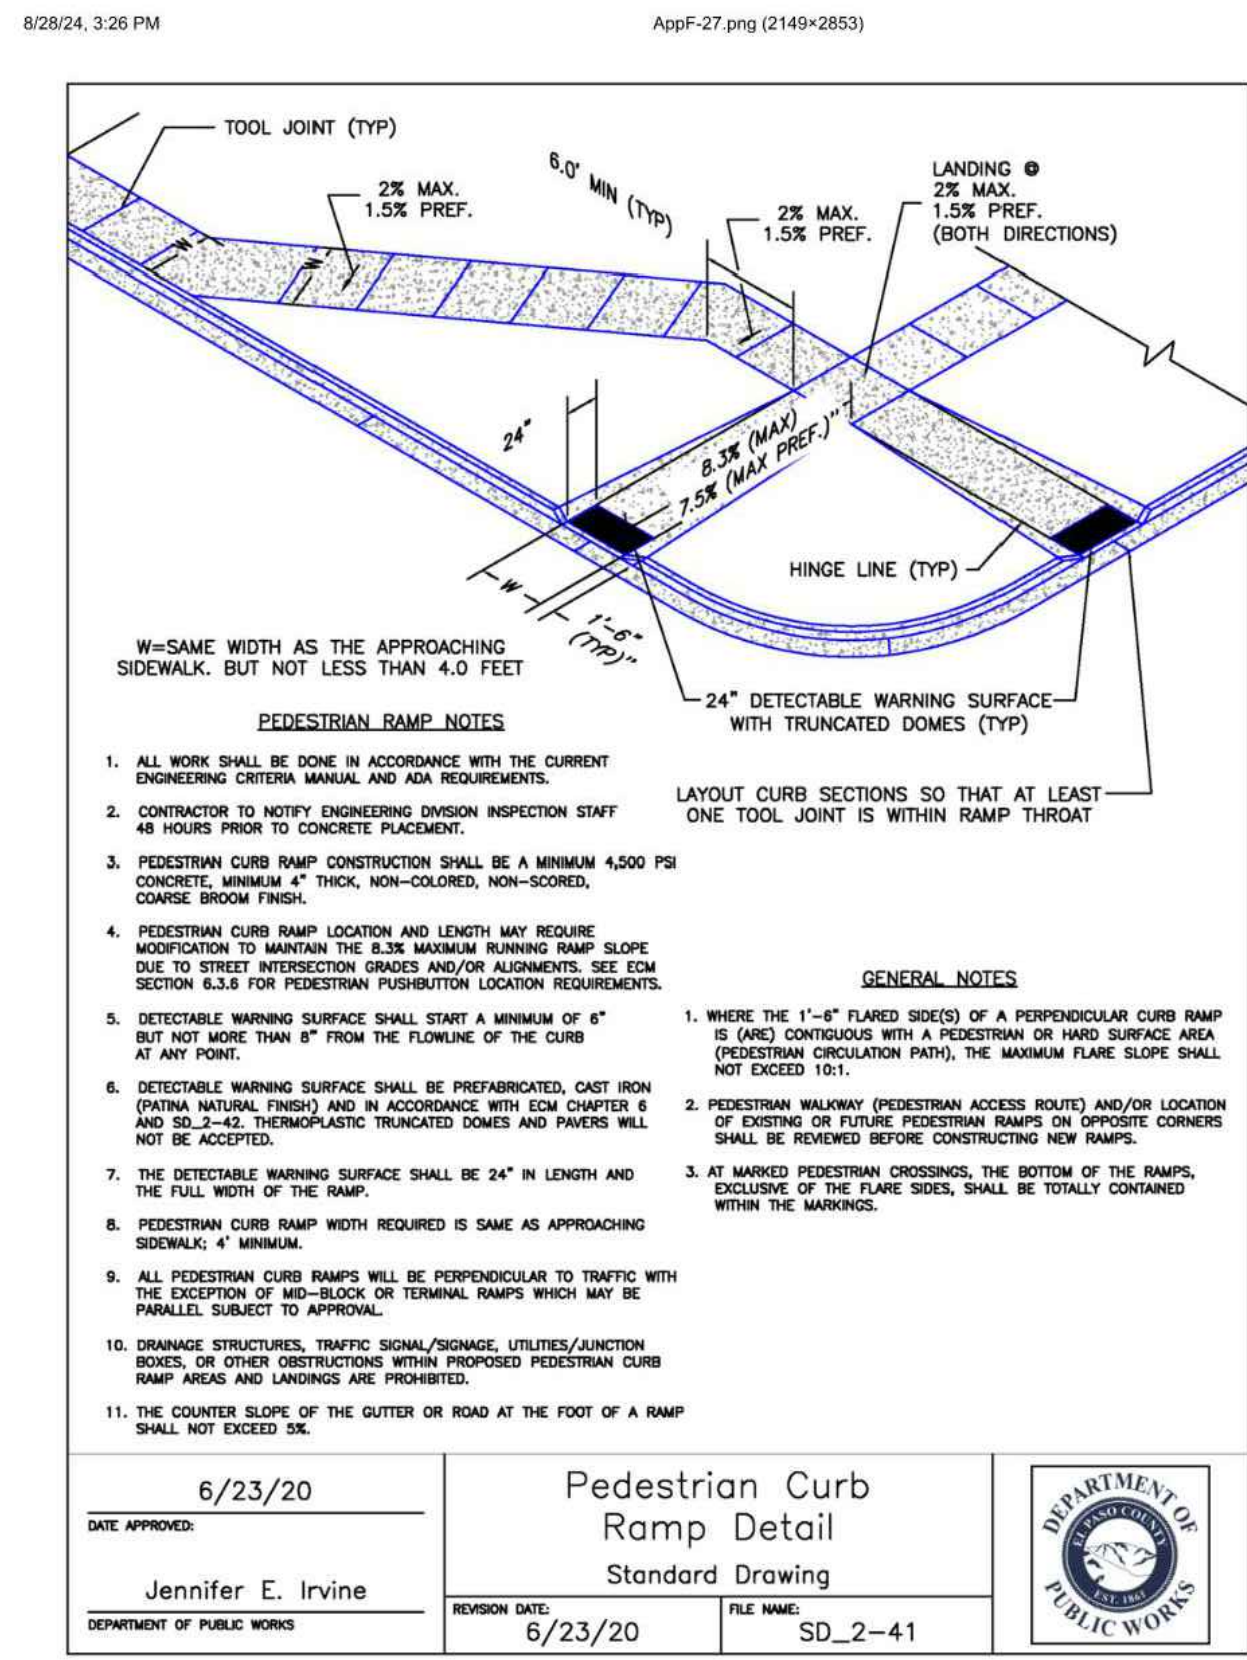 8/28/24, 3:26 PM
AppF-27.png (2149×2853)
TOOL JOINT (TYP)
2% MAX.
1.5% PREF.
6.0' MIN (TYP)
2% MAX.
1.5% PREF.
LANDING @
2% MAX.
1.5% PREF.
(BOTH DIRECTIONS)
W
W
24"
8.3% (MAX)
7.5% (MAX PREF.)"
HINGE LINE (TYP)
W
1'-6"
(TYP)"
W=SAME WIDTH AS THE APPROACHING
SIDEWALK. BUT NOT LESS THAN 4.0 FEET
24" DETECTABLE WARNING SURFACE
WITH TRUNCATED DOMES (TYP)
LAYOUT CURB SECTIONS SO THAT AT LEAST
ONE TOOL JOINT IS WITHIN RAMP THROAT
PEDESTRIAN RAMP NOTES
1. ALL WORK SHALL BE DONE IN ACCORDANCE WITH THE CURRENT
ENGINEERING CRITERIA MANUAL AND ADA REQUIREMENTS.
2. CONTRACTOR TO NOTIFY ENGINEERING DIVISION INSPECTION STAFF
48 HOURS PRIOR TO CONCRETE PLACEMENT.
3. PEDESTRIAN CURB RAMP CONSTRUCTION SHALL BE A MINIMUM 4,500 PSI
CONCRETE, MINIMUM 4" THICK, NON-COLORED, NON-SCORED,
COARSE BROOM FINISH.
4. PEDESTRIAN CURB RAMP LOCATION AND LENGTH MAY REQUIRE
MODIFICATION TO MAINTAIN THE 8.3% MAXIMUM RUNNING RAMP SLOPE
DUE TO STREET INTERSECTION GRADES AND/OR ALIGNMENTS. SEE ECM
SECTION 6.3.6 FOR PEDESTRIAN PUSHBUTTON LOCATION REQUIREMENTS.
5. DETECTABLE WARNING SURFACE SHALL START A MINIMUM OF 6"
BUT NOT MORE THAN 8" FROM THE FLOWLINE OF THE CURB
AT ANY POINT.
6. DETECTABLE WARNING SURFACE SHALL BE PREFABRICATED, CAST IRON
(PATINA NATURAL FINISH) AND IN ACCORDANCE WITH ECM CHAPTER 6
AND SD_2-42. THERMOPLASTIC TRUNCATED DOMES AND PAVERS WILL
NOT BE ACCEPTED.
7. THE DETECTABLE WARNING SURFACE SHALL BE 24" IN LENGTH AND
THE FULL WIDTH OF THE RAMP.
8. PEDESTRIAN CURB RAMP WIDTH REQUIRED IS SAME AS APPROACHING
SIDEWALK; 4' MINIMUM.
9. ALL PEDESTRIAN CURB RAMPS WILL BE PERPENDICULAR TO TRAFFIC WITH
THE EXCEPTION OF MID-BLOCK OR TERMINAL RAMPS WHICH MAY BE
PARALLEL SUBJECT TO APPROVAL.
10. DRAINAGE STRUCTURES, TRAFFIC SIGNAL/SIGNAGE, UTILITIES/JUNCTION
BOXES, OR OTHER OBSTRUCTIONS WITHIN PROPOSED PEDESTRIAN CURB
RAMP AREAS AND LANDINGS ARE PROHIBITED.
11. THE COUNTER SLOPE OF THE GUTTER OR ROAD AT THE FOOT OF A RAMP
SHALL NOT EXCEED 5%.
GENERAL NOTES
1. WHERE THE 1'-6" FLARED SIDE(S) OF A PERPENDICULAR CURB RAMP
IS (ARE) CONTIGUOUS WITH A PEDESTRIAN OR HARD SURFACE AREA
(PEDESTRIAN CIRCULATION PATH), THE MAXIMUM FLARE SLOPE SHALL
NOT EXCEED 10:1.
2. PEDESTRIAN WALKWAY (PEDESTRIAN ACCESS ROUTE) AND/OR LOCATION
OF EXISTING OR FUTURE PEDESTRIAN RAMPS ON OPPOSITE CORNERS
SHALL BE REVIEWED BEFORE CONSTRUCTING NEW RAMPS.
3. AT MARKED PEDESTRIAN CROSSINGS, THE BOTTOM OF THE RAMPS,
EXCLUSIVE OF THE FLARE SIDES, SHALL BE TOTALLY CONTAINED
WITHIN THE MARKINGS.
6/23/20
DATE APPROVED:
Jennifer E. Irvine
DEPARTMENT OF PUBLIC WORKS
Pedestrian Curb
Ramp Detail
Standard Drawing
REVISION DATE:
6/23/20
FILE NAME:
SD_2-41
DEPARTMENT OF
EL PASO COUNTY
EST. 1861
PUBLIC WORKS